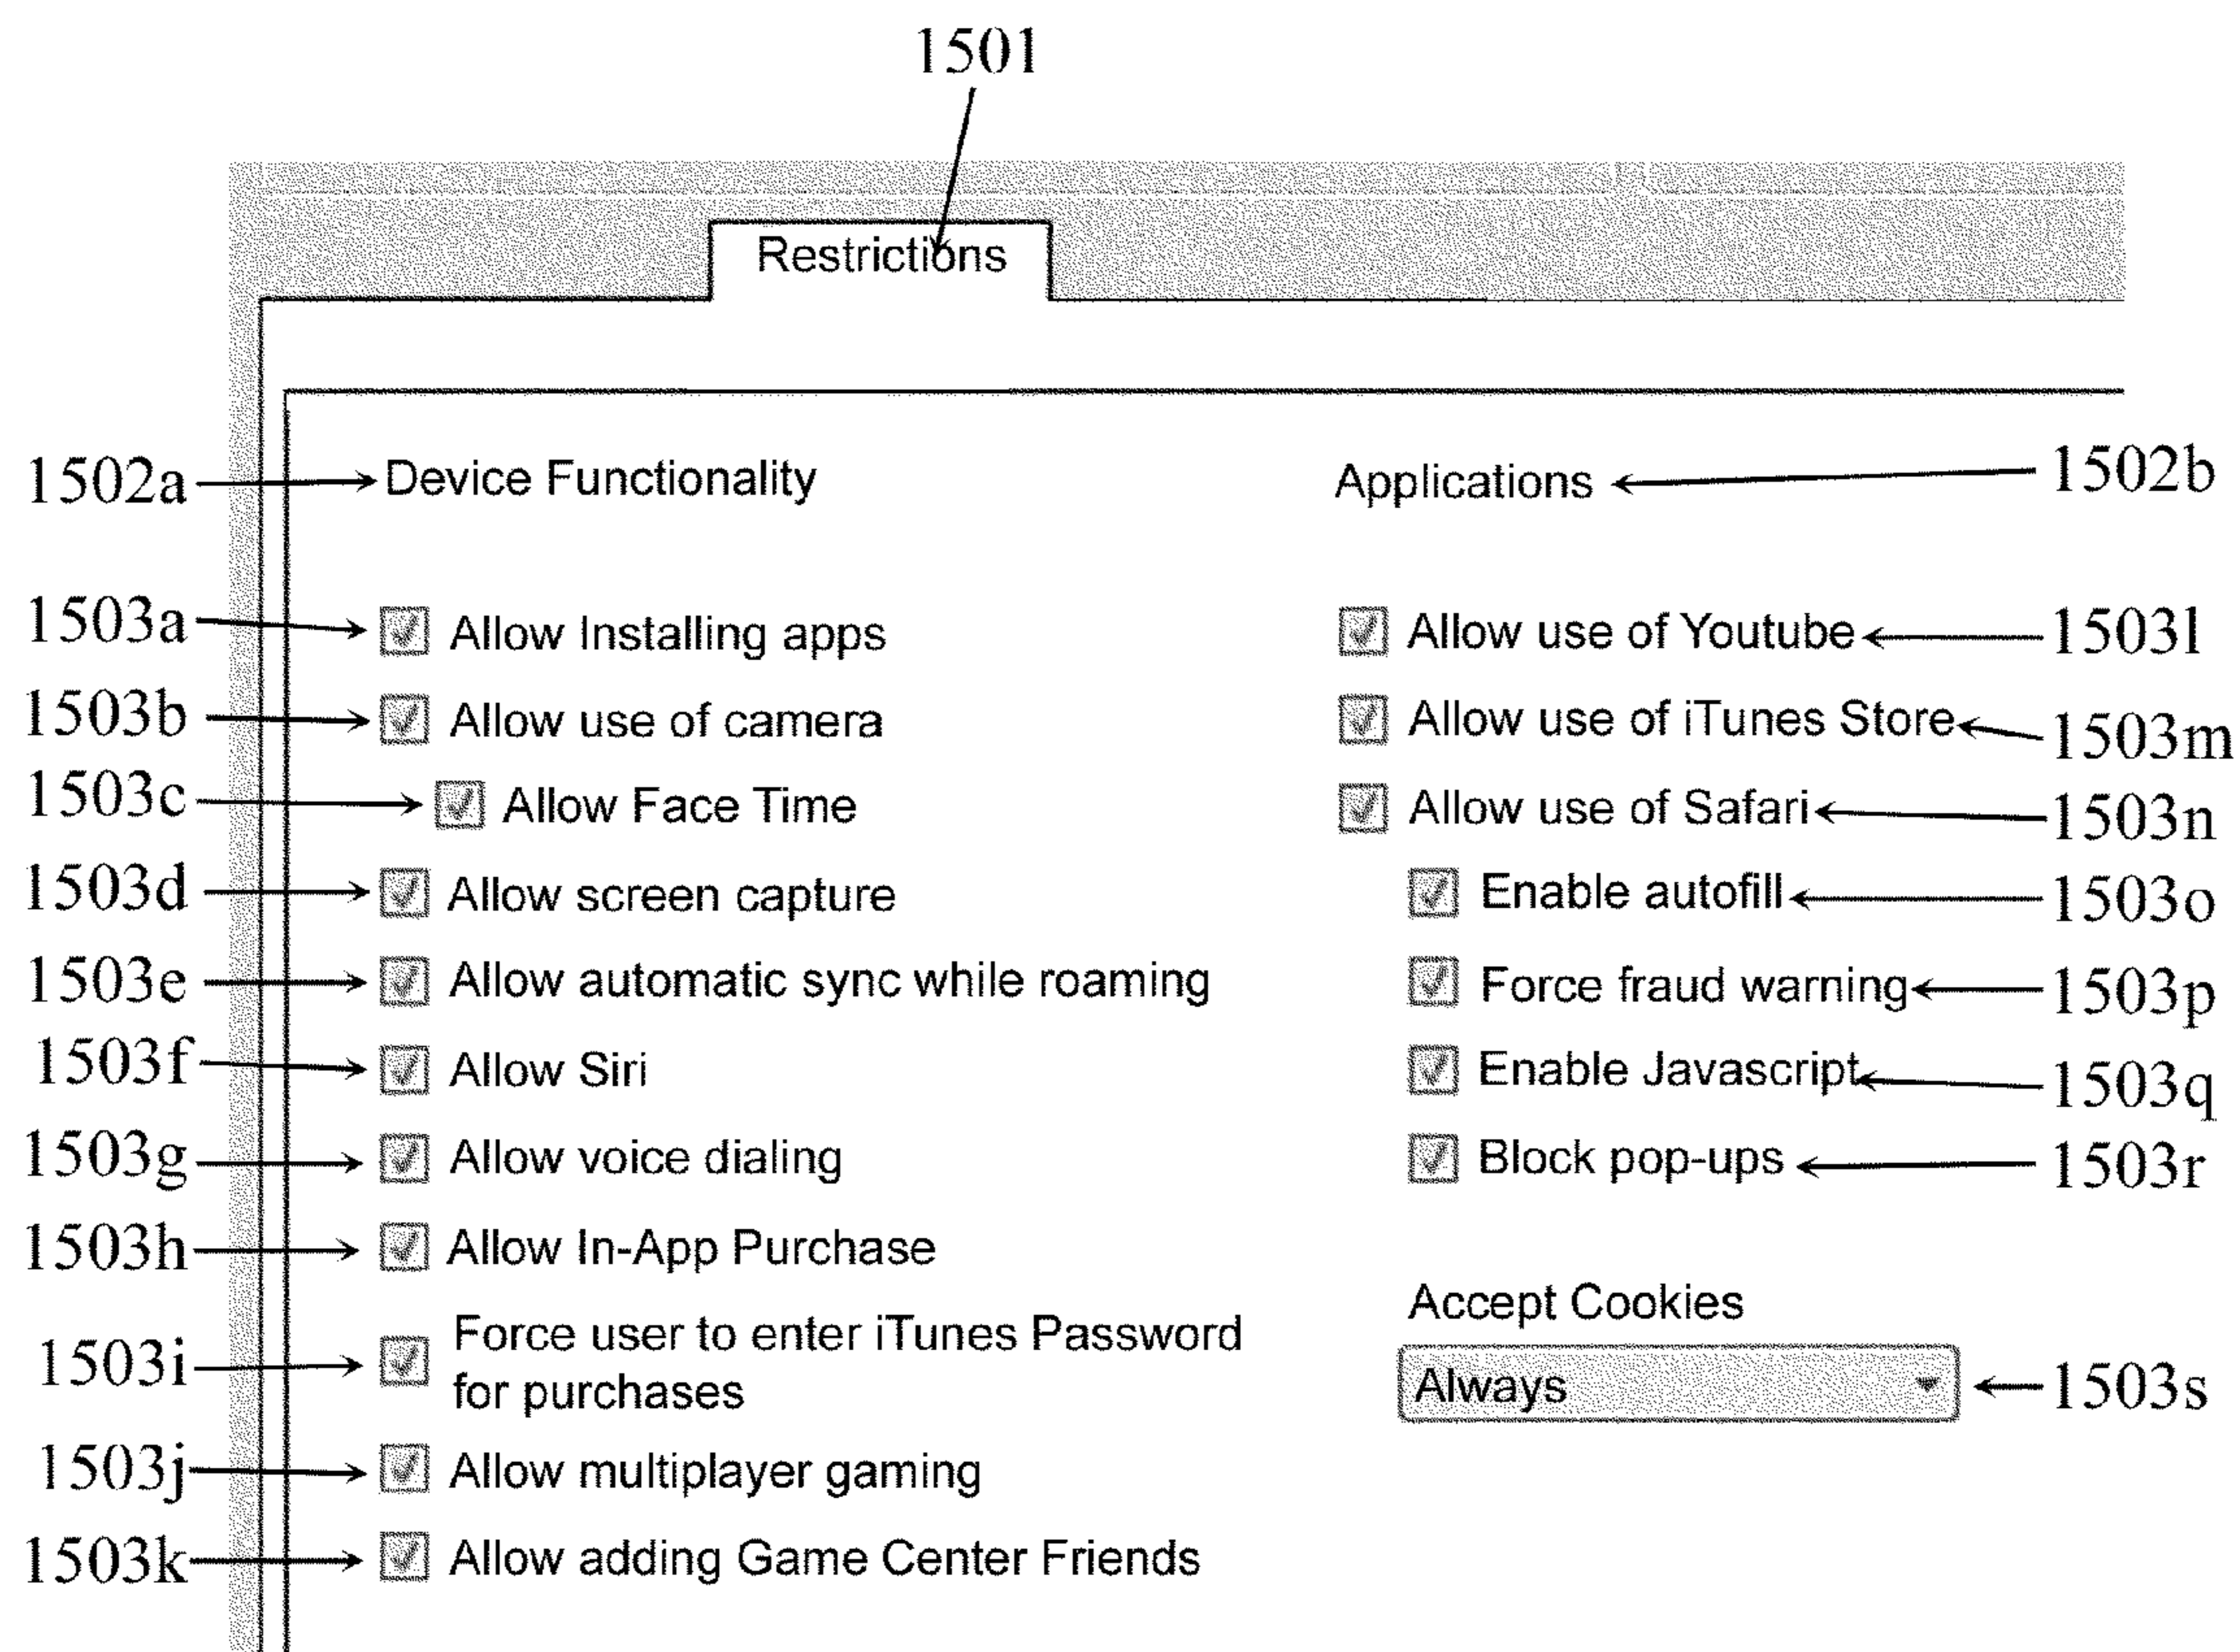 1501
Restrictions
1502a
Device Functionality
Applications
1502b
1503a
Allow Installing apps
1503b
Allow use of camera
1503c
Allow Face Time
1503d
Allow screen capture
1503e
Allow automatic sync while roaming
1503f
Allow Siri
1503g
Allow voice dialing
1503h
Allow In-App Purchase
1503i
Force user to enter iTunes Password
for purchases
1503j
Allow multiplayer gaming
1503k
Allow adding Game Center Friends
Allow use of Youtube
1503l
Allow use of iTunes Store
1503m
Allow use of Safari
1503n
Enable autofill
1503o
Force fraud warning
1503p
Enable Javascript
1503q
Block pop-ups
1503r
Accept Cookies
Always
1503s